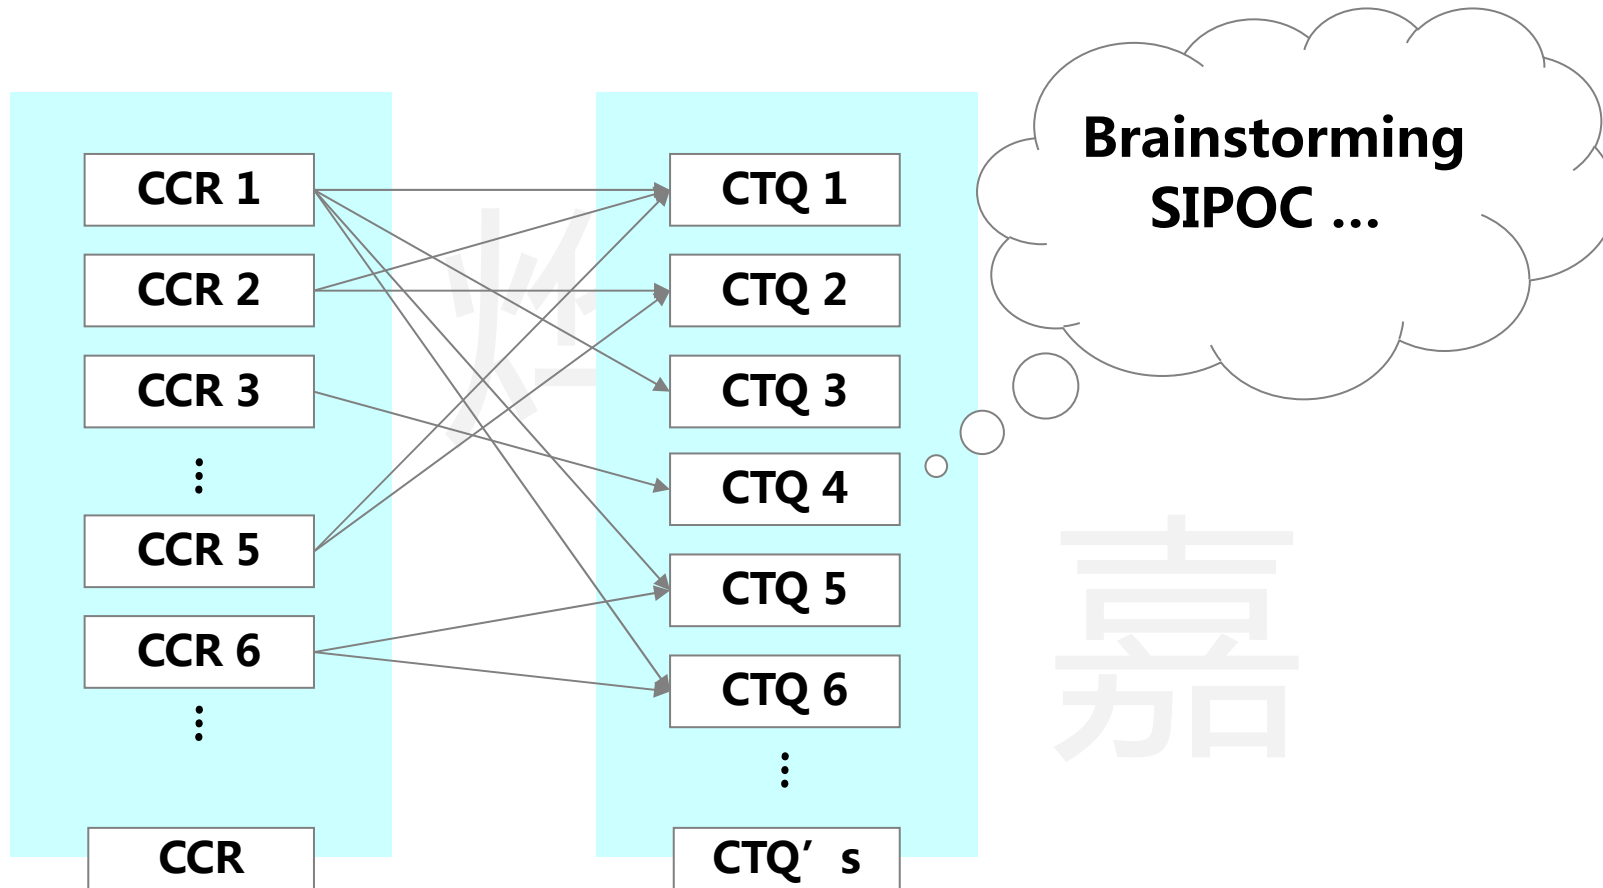 CCR 1
CCR 2
CCR 3
⋮
CCR 5
CCR 6
⋮
CCR
CTQ 1
CTQ 2
CTQ 3
CTQ 4
CTQ 5
CTQ 6
⋮
CTQ’s
Brainstorming
SIPOC ...
嘉